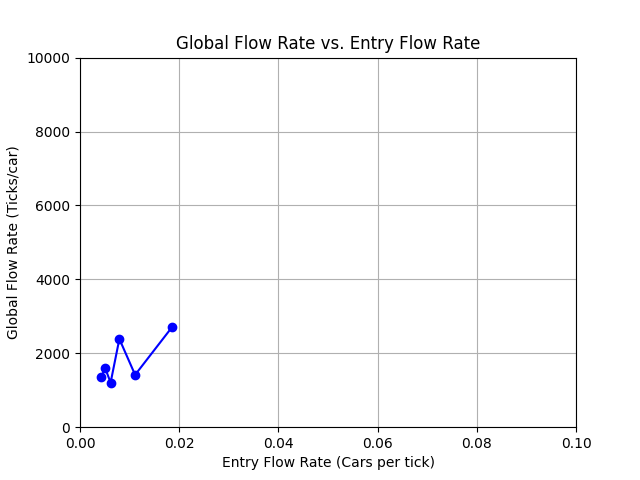 Global Flow Rate vs. Entry Flow Rate
10000
8000
6000
4000
2000
0
Global Flow Rate (Ticks/car)
0.00 0.02 0.04 0.06 0.08 0.10
Entry Flow Rate (Cars per tick)